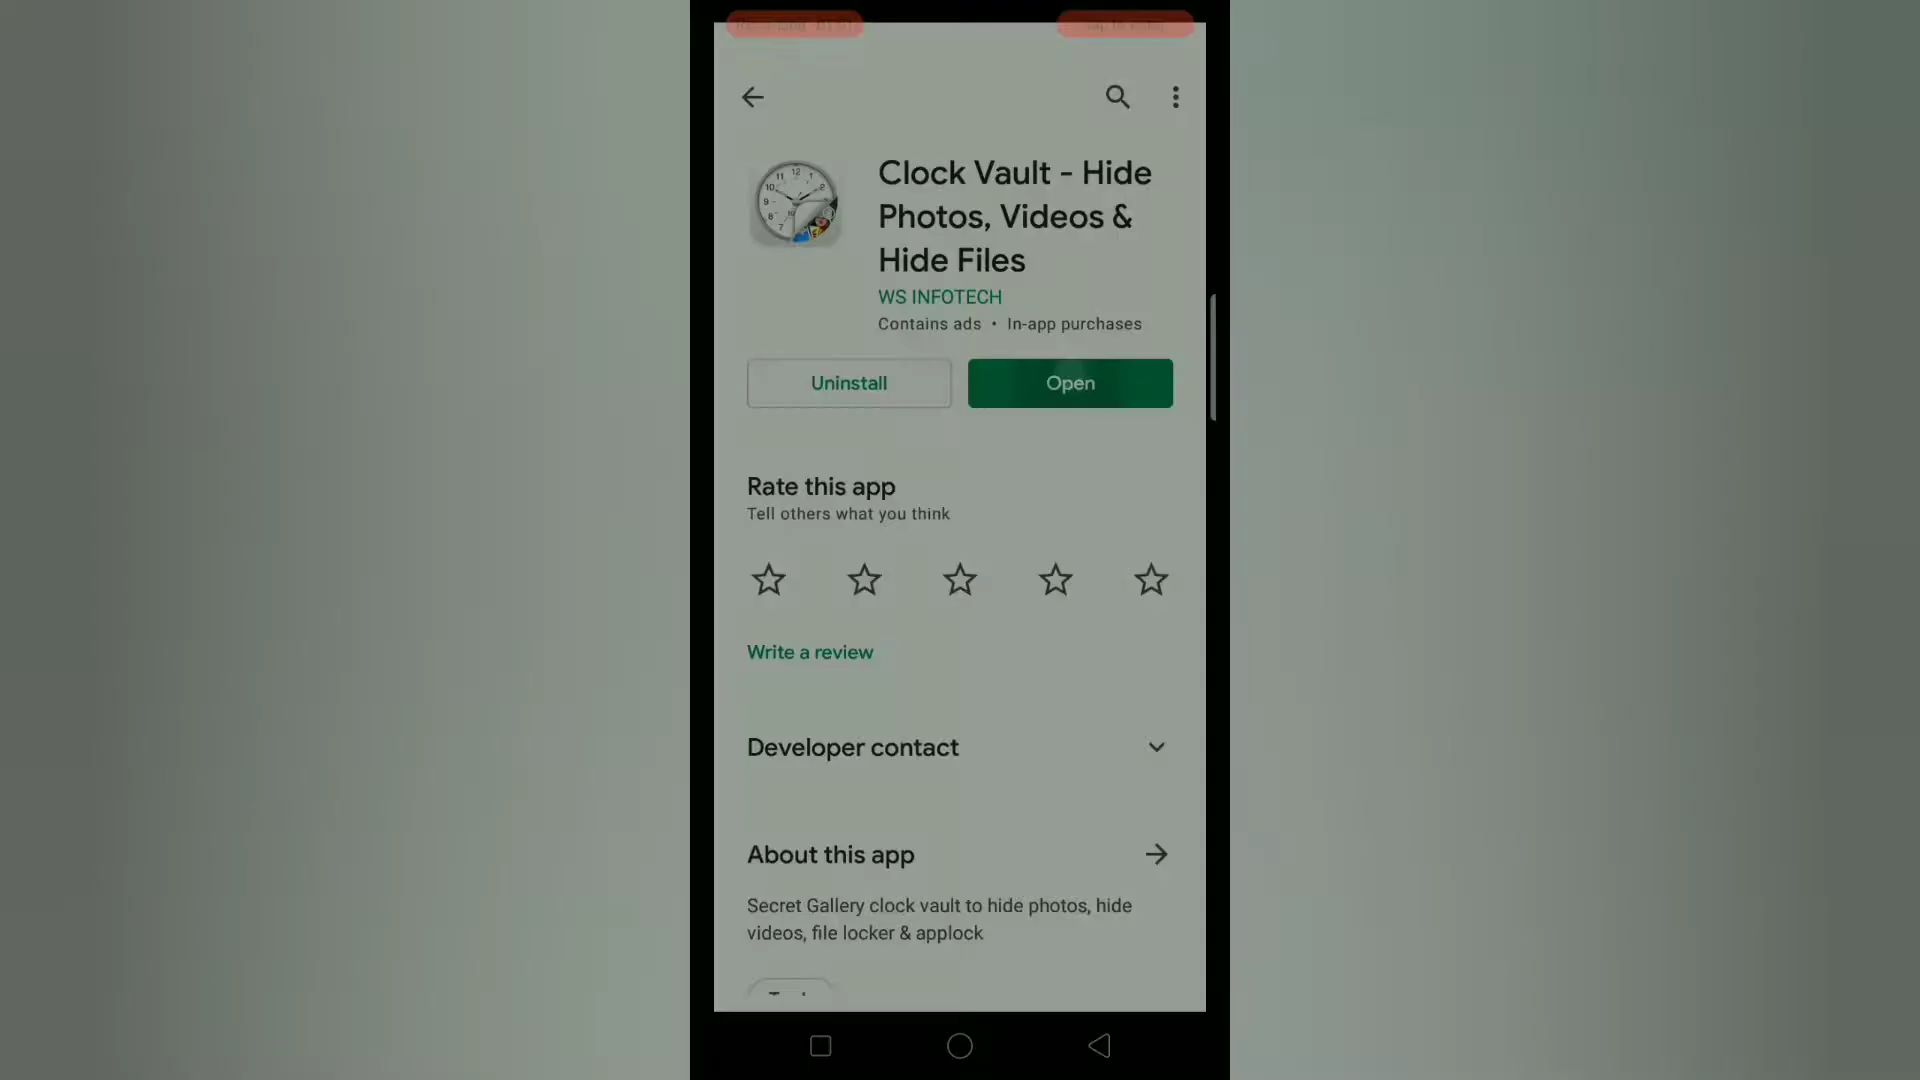 Clock Vault - Hide
Photos, Videos &
Hide Files
WS INFOTECH
Contains ads • In-app purchases
Uninstall
Open
Rate this app
Tell others what you think
Write a review
Developer contact
About this app
Secret Gallery clock vault to hide photos, hide
videos, file locker & applock